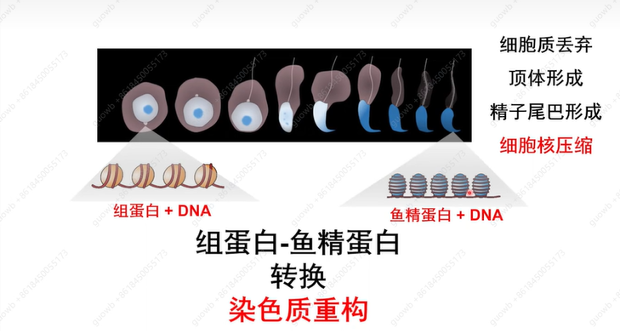 细胞质丢弃
顶体形成
精子尾巴形成
细胞核压缩
组蛋白 + DNA
鱼精蛋白 + DNA
组蛋白-鱼精蛋白
转换
染色质重构